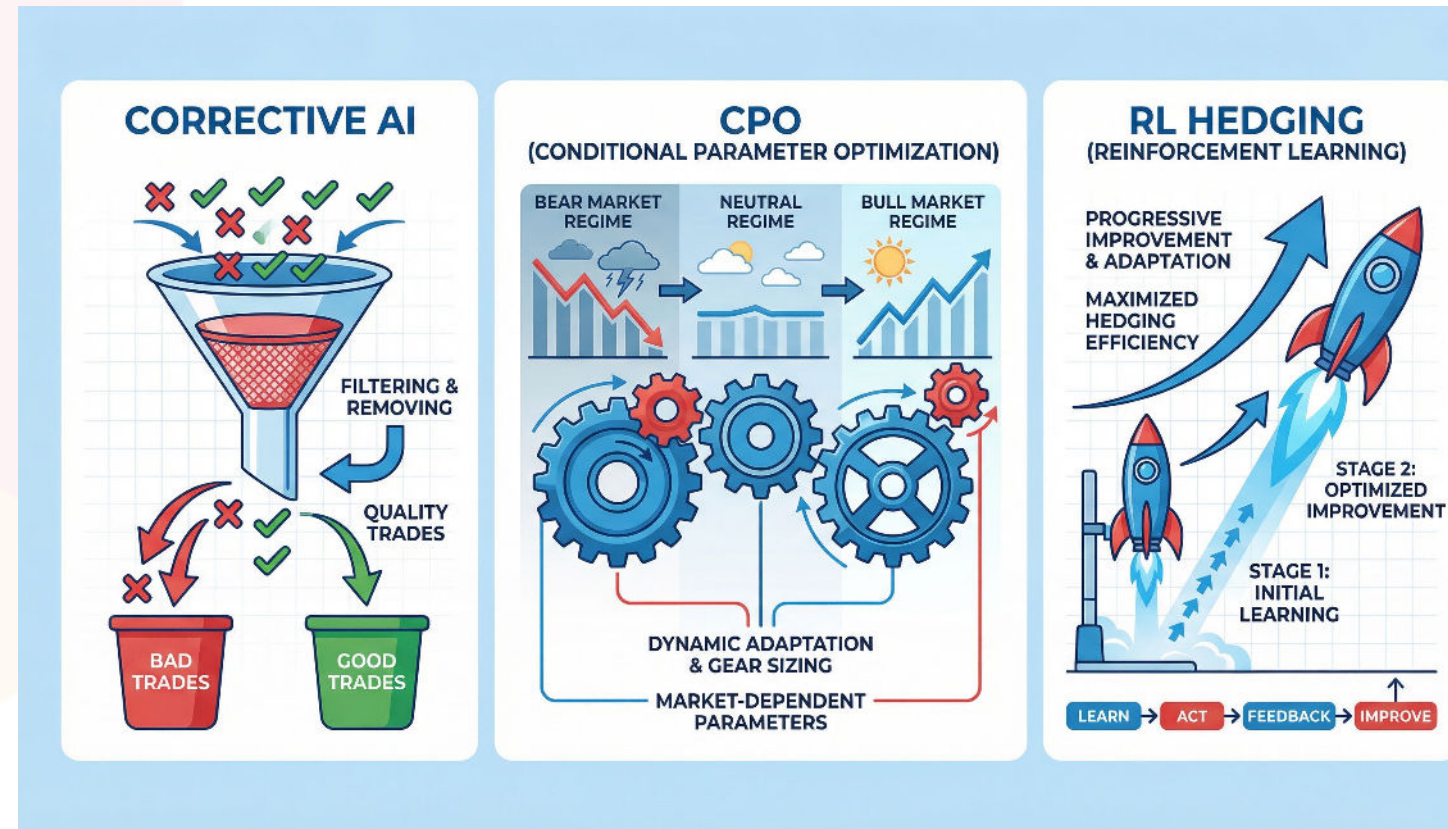 CORRECTIVE AI
FILTERING &
REMOVING
QUALITY
TRADES
BAD
TRADES
GOOD
TRADES
CPO
(CONDITIONAL PARAMETER OPTIMIZATION)
BEAR MARKET
REGIME
NEUTRAL
REGIME
BULL MARKET
REGIME
DYNAMIC ADAPTATION
& GEAR SIZING
MARKET-DEPENDENT
PARAMETERS
RL HEDGING
(REINFORCEMENT LEARNING)
PROGRESSIVE
IMPROVEMENT
& ADAPTATION
MAXIMIZED
HEDGING
EFFICIENCY
STAGE 2:
OPTIMIZED
IMPROVEMENT
STAGE 1:
INITIAL
LEARNING
LEARN → ACT → FEEDBACK → IMPROVE